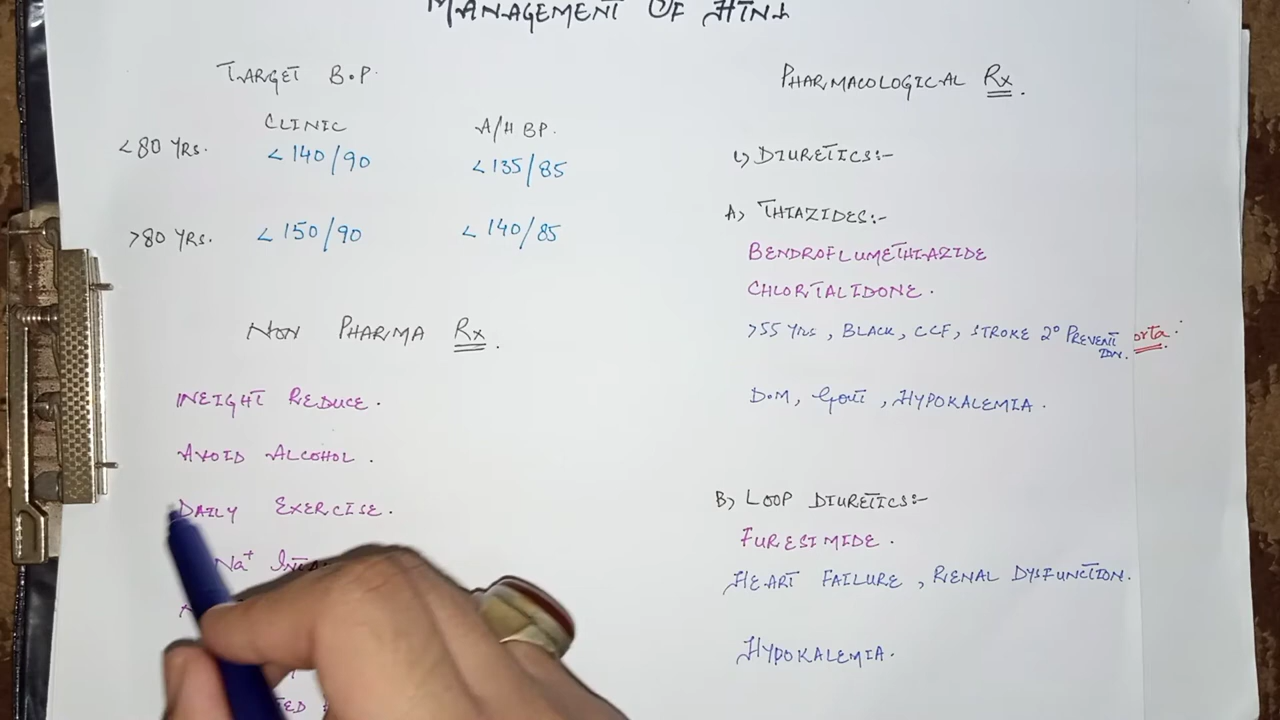 MANAGEMENT OF HTN
TARGET B.P.
CLINIC A/H BP.
<80 YRS. <140/90 <135/85
>80 YRS. <150/90 <140/85
NON PHARMA Rx.
WEIGHT REDUCE.
AVOID ALCOHOL.
DAILY EXERCISE.
Na+
PHARMACOLOGICAL Rx.
1) DIURETICS:-
A) THIAZIDES:-
BENDROFLUMETHIAZIDE
CHLORTALIDONE.
>55 Yrs, BLACK, CCF, STROKE 2° PREVENTION.
orta:
D.M, Gout, HYPOKALEMIA.
B) LOOP DIURETICS:-
FURESIMIDE.
HEART FAILURE, RENAL DYSFUNCTION.
HYPOKALEMIA.